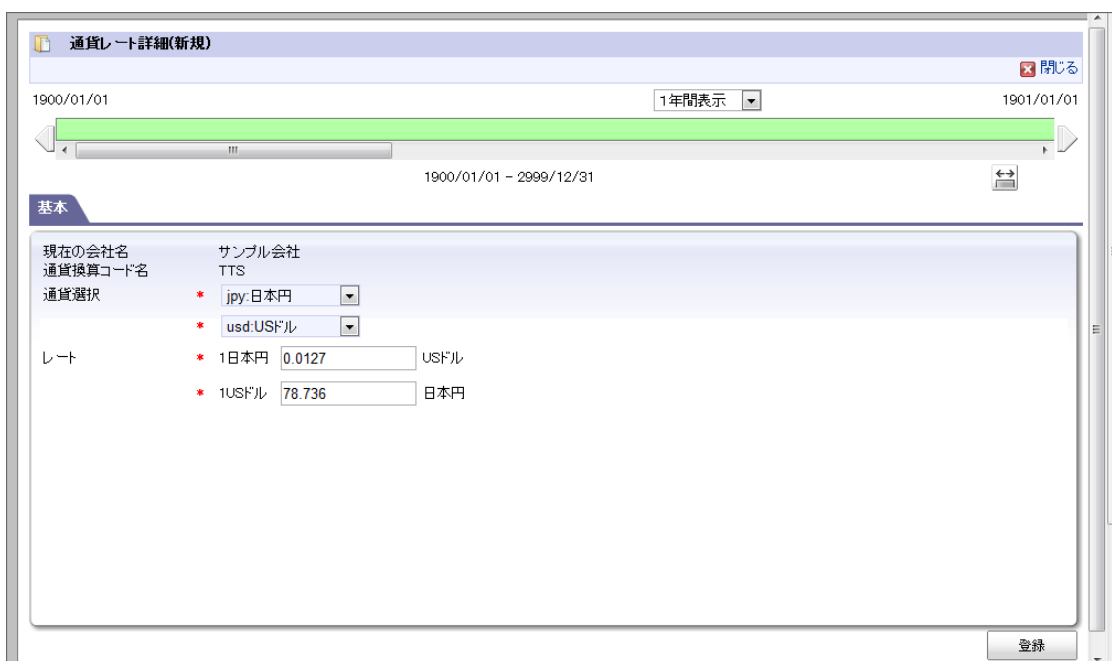 通貨レート詳細(新規)
閉じる
1900/01/01 1年間表示 1901/01/01
1900/01/01 - 2999/12/31
基本
現在の会社名 サンプル会社
通貨換算コード名 TTS
通貨選択 * jpy:日本円
* usd:USドル
レート * 1日本円 0.0127 USドル
* 1USドル 78.736 日本円
登録